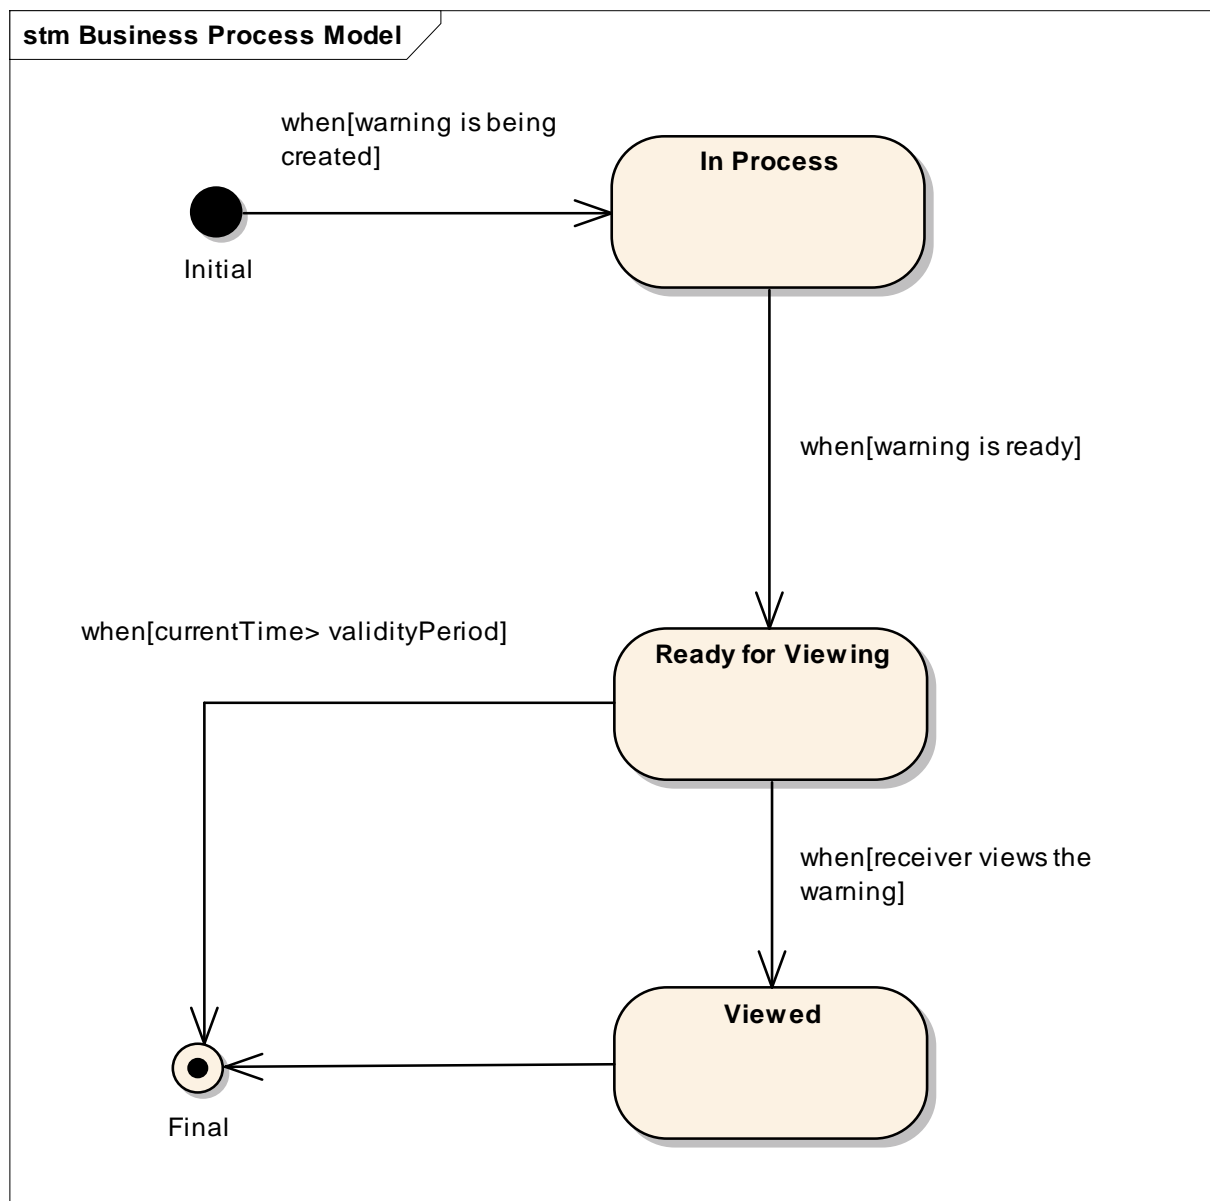 stm Business Process Model
when[warning is being
created]
In Process
Initial
when[warning is ready]
when[currentTime> validityPeriod]
Ready for Viewing
when[receiver views the
warning]
Viewed
Final